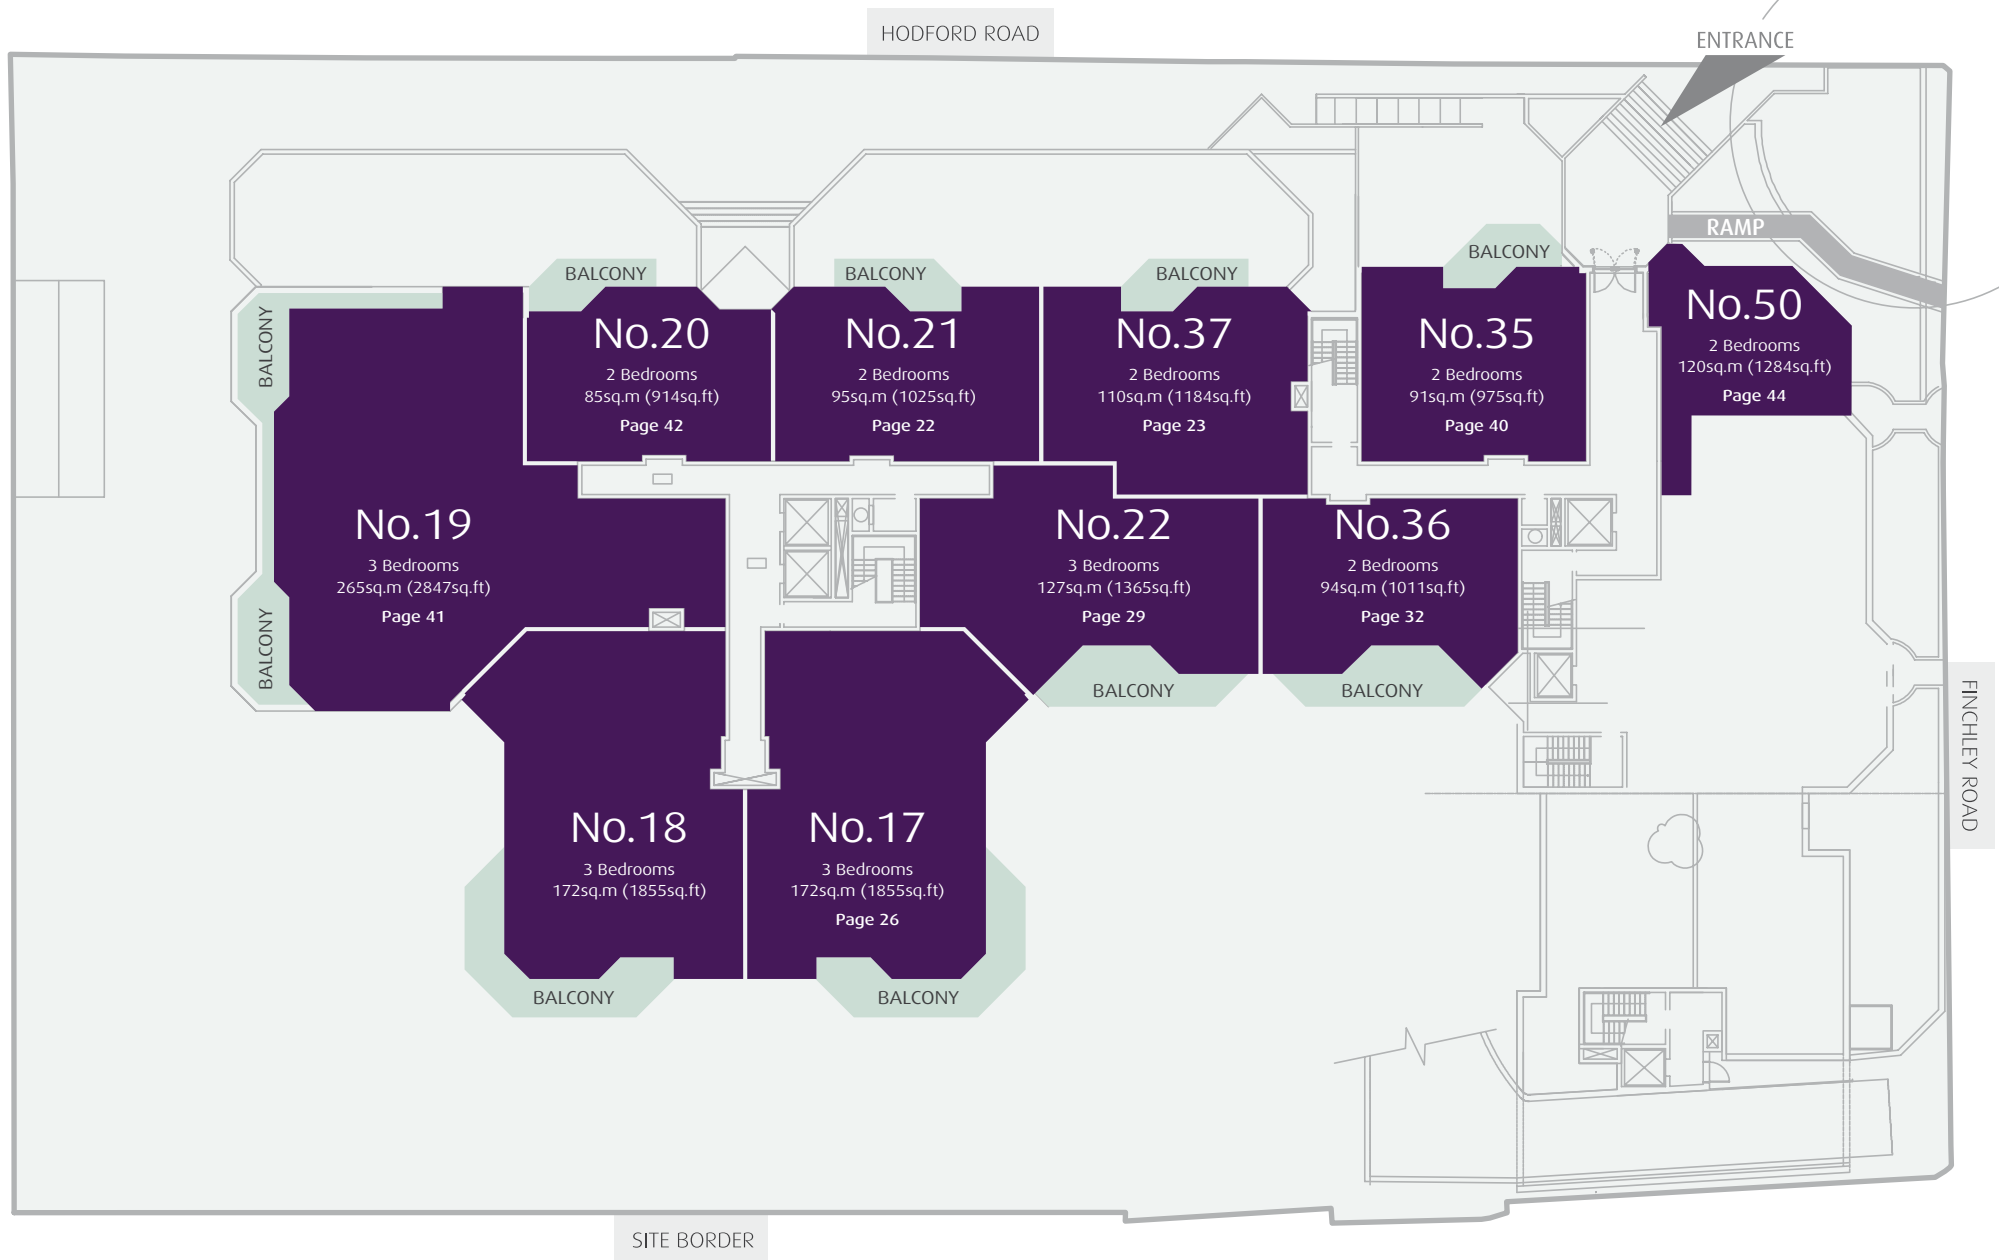 HODFORD ROAD
ENTRANCE
RAMP
BALCONY
BALCONY
BALCONY
BALCONY
BALCONY
No.20
2 Bedrooms
85sq.m (914sq.ft)
Page 42
No.21
2 Bedrooms
95sq.m (1025sq.ft)
Page 22
No.37
2 Bedrooms
110sq.m (1184sq.ft)
Page 23
No.35
2 Bedrooms
91sq.m (975sq.ft)
Page 40
No.50
2 Bedrooms
120sq.m (1284sq.ft)
Page 44
No.19
3 Bedrooms
265sq.m (2847sq.ft)
Page 41
No.22
3 Bedrooms
127sq.m (1365sq.ft)
Page 29
No.36
2 Bedrooms
94sq.m (1011sq.ft)
Page 32
BALCONY
BALCONY
BALCONY
FINCHLEY ROAD
No.18
3 Bedrooms
172sq.m (1855sq.ft)
No.17
3 Bedrooms
172sq.m (1855sq.ft)
Page 26
BALCONY
BALCONY
SITE BORDER